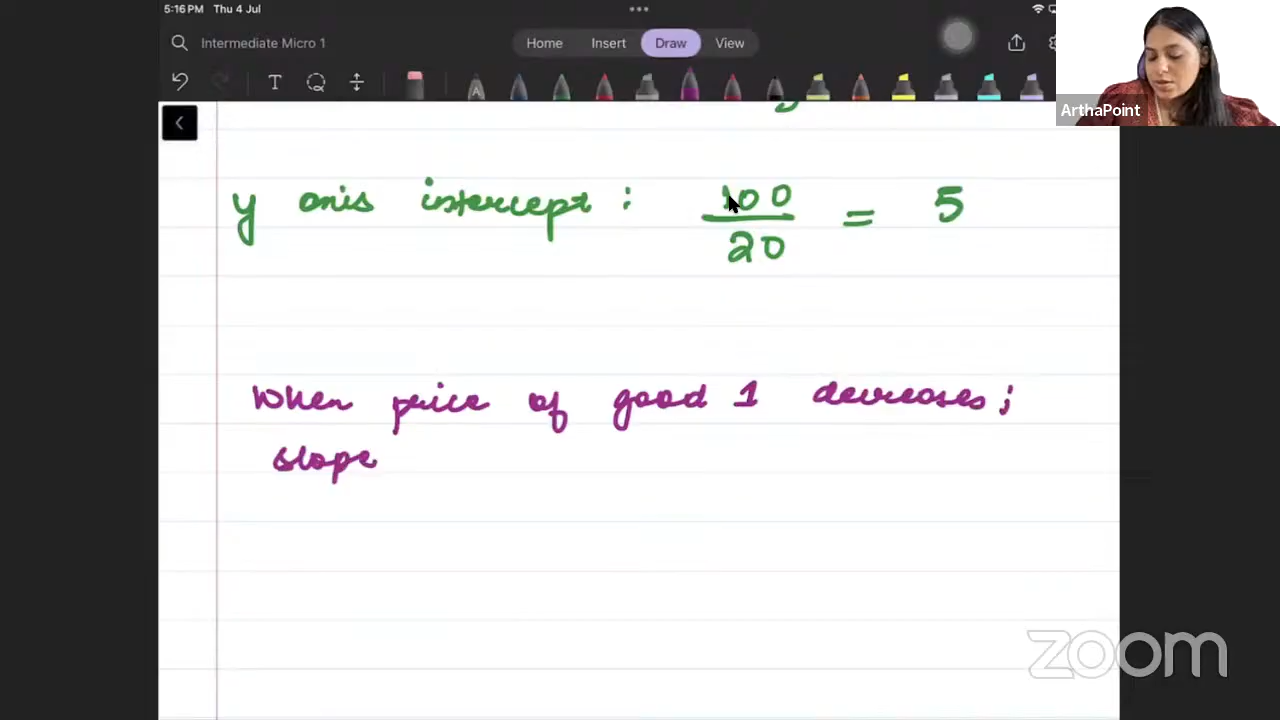 5:16 PM Thu 4 Jul
Intermediate Micro 1
Home Insert Draw View
ArthaPoint
y axis intercept : 100/20 = 5
When price of good 1 decreases;
slope
zoom